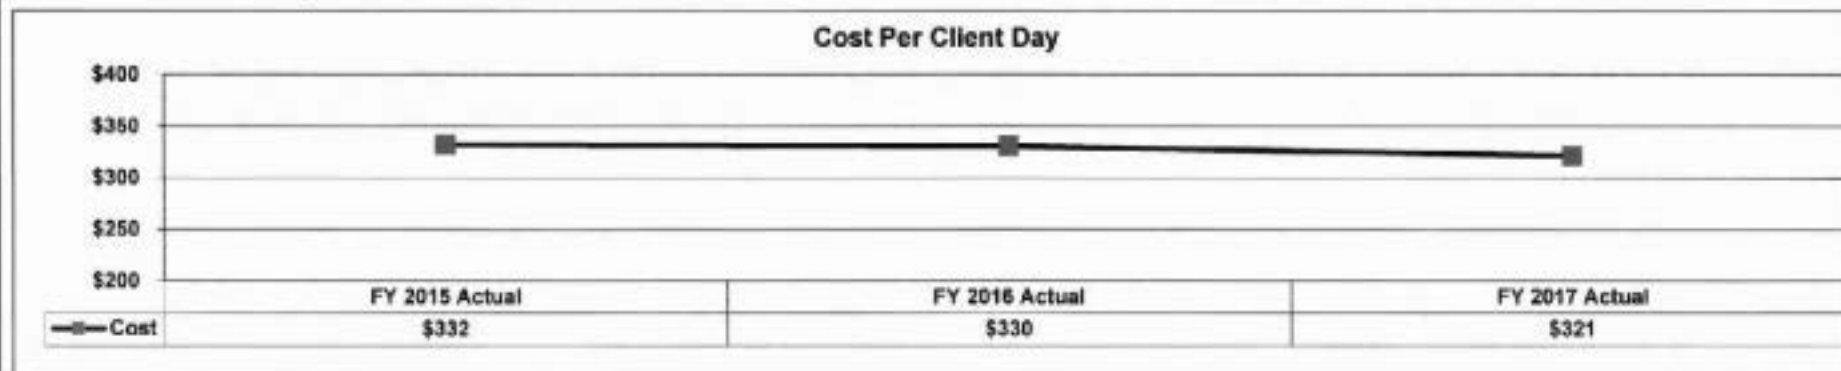 Cost Per Client Day
$400
$350
$300
$250
$200
FY 2015 Actual FY 2016 Actual FY 2017 Actual
Cost $332 $330 $321